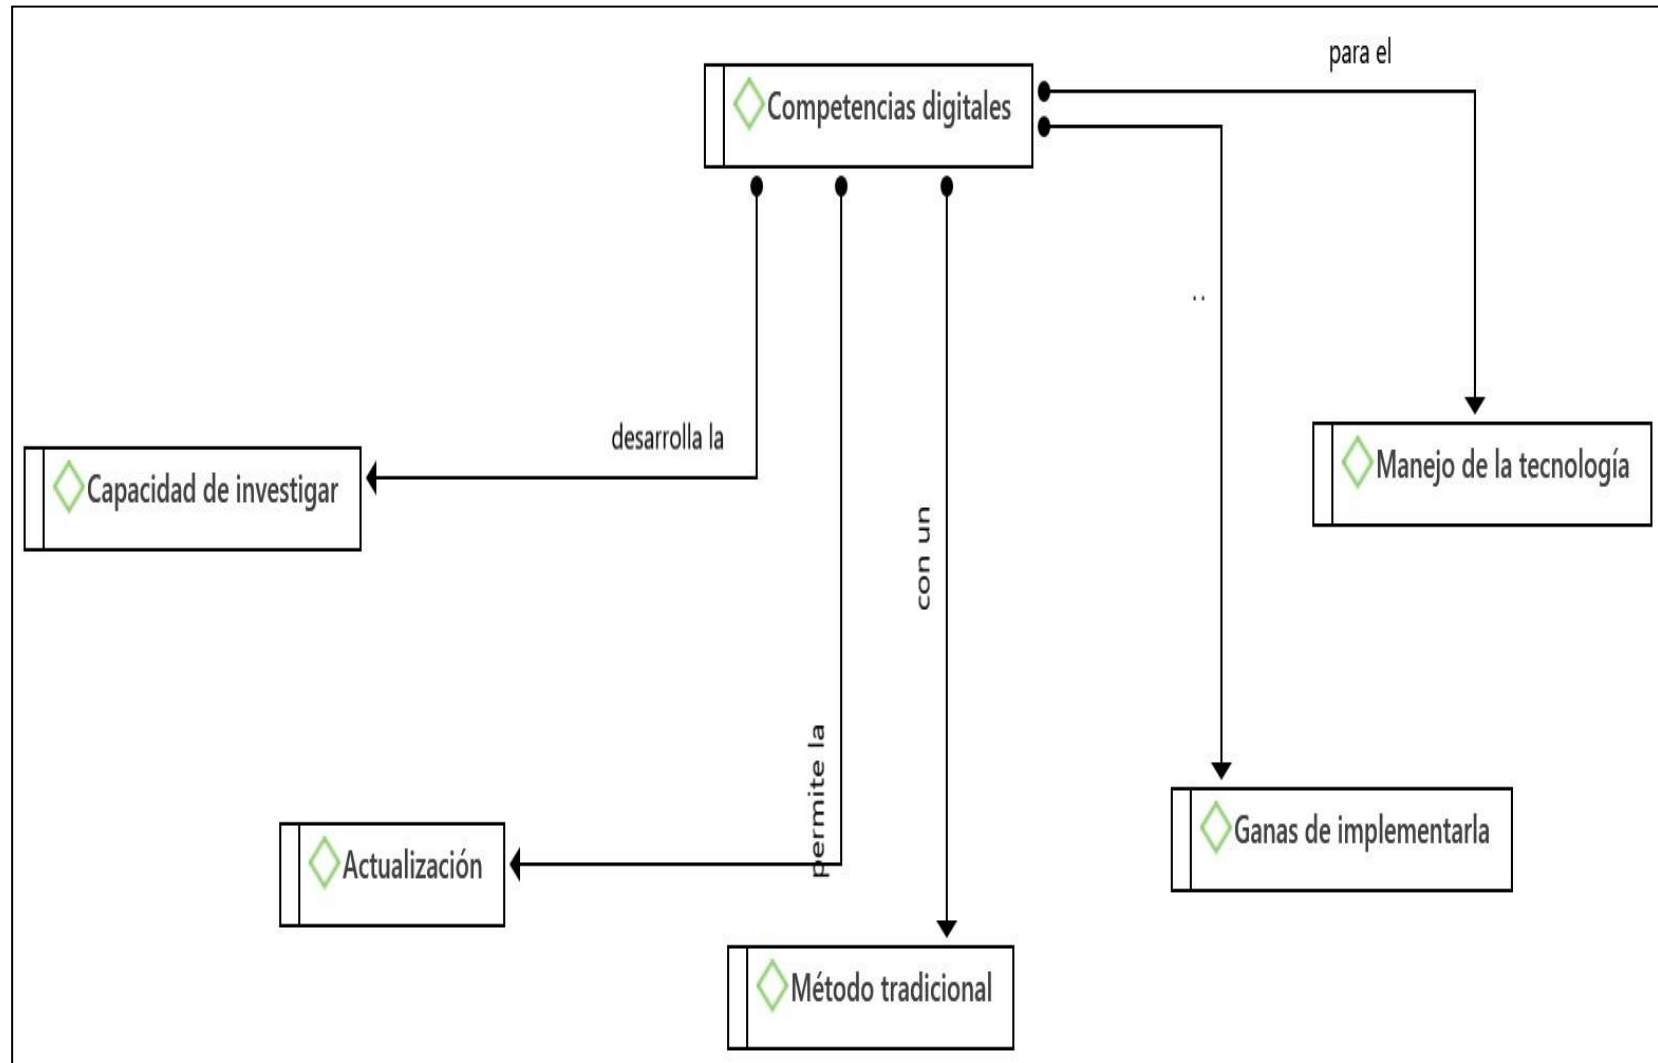 para el
Competencias digitales
..
desarrolla la
Manejo de la tecnología
Capacidad de investigar
con un
permite la
Ganas de implementarla
Actualización
Método tradicional